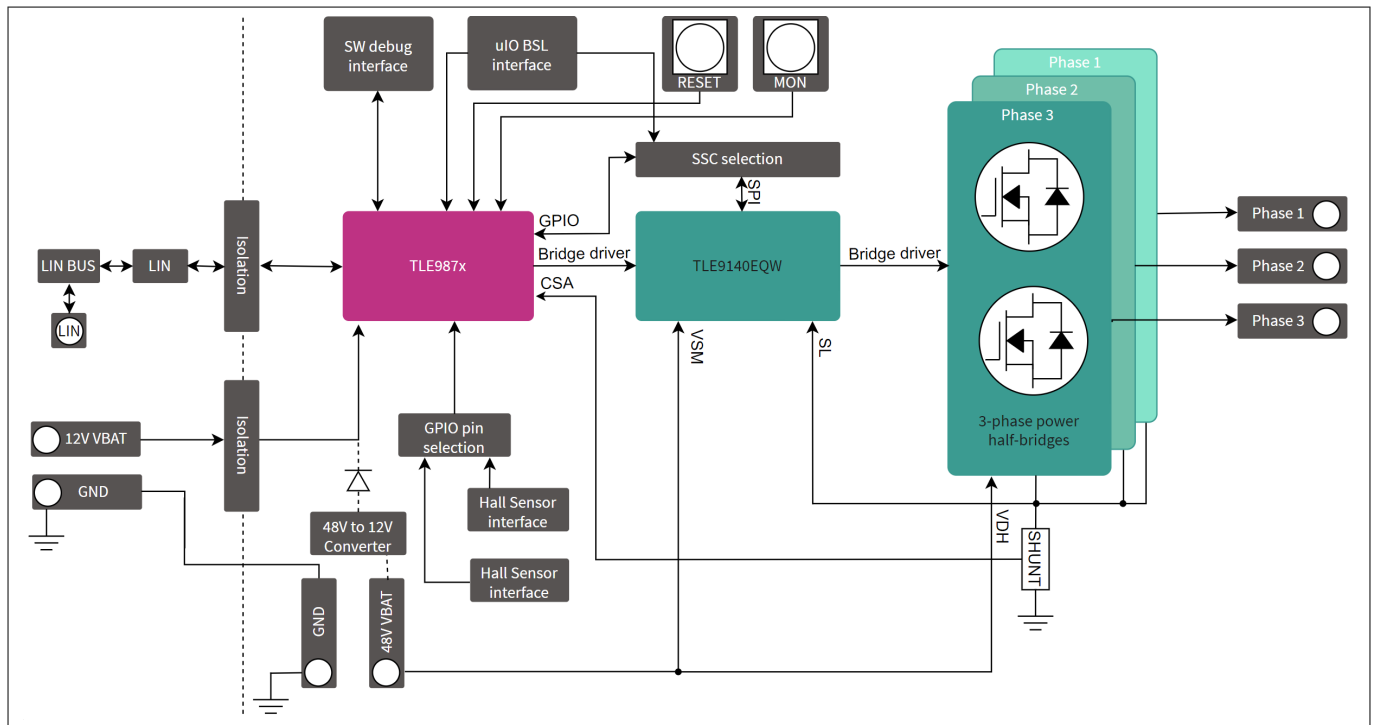 SW debug
interface
uIO BSL
interface
RESET
MON
Phase 1
Phase 2
Phase 3
SSC selection
SPI
Isolation
GPIO
TLE987x
Bridge driver
TLE9140EQW
Bridge driver
CSA
LIN BUS
LIN
LIN
Phase 1
Phase 2
Phase 3
VSM
SL
12V VBAT
Isolation
GPIO pin
selection
3-phase power
half-bridges
GND
Hall Sensor
interface
48V to 12V
Converter
VDH
SHUNT
Hall Sensor
interface
GND
48V VBAT